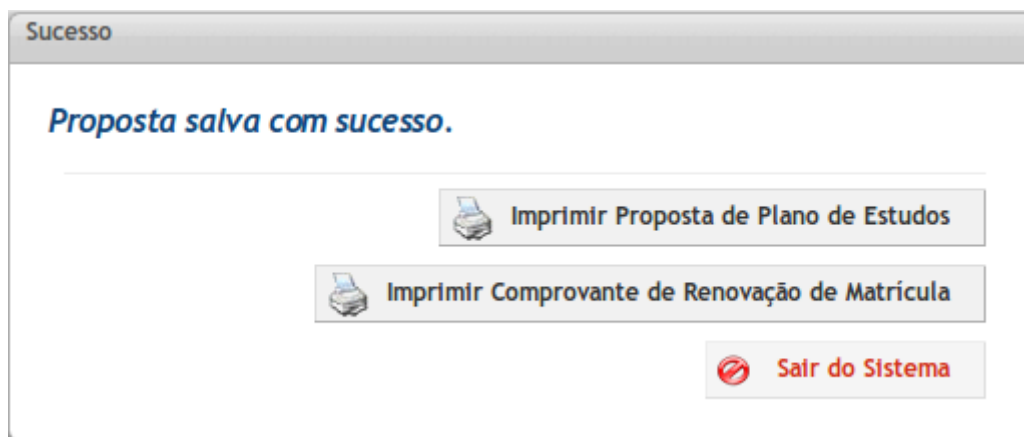 Sucesso
Proposta salva com sucesso.
Imprimir Proposta de Plano de Estudos
Imprimir Comprovante de Renovação de Matrícula
Sair do Sistema